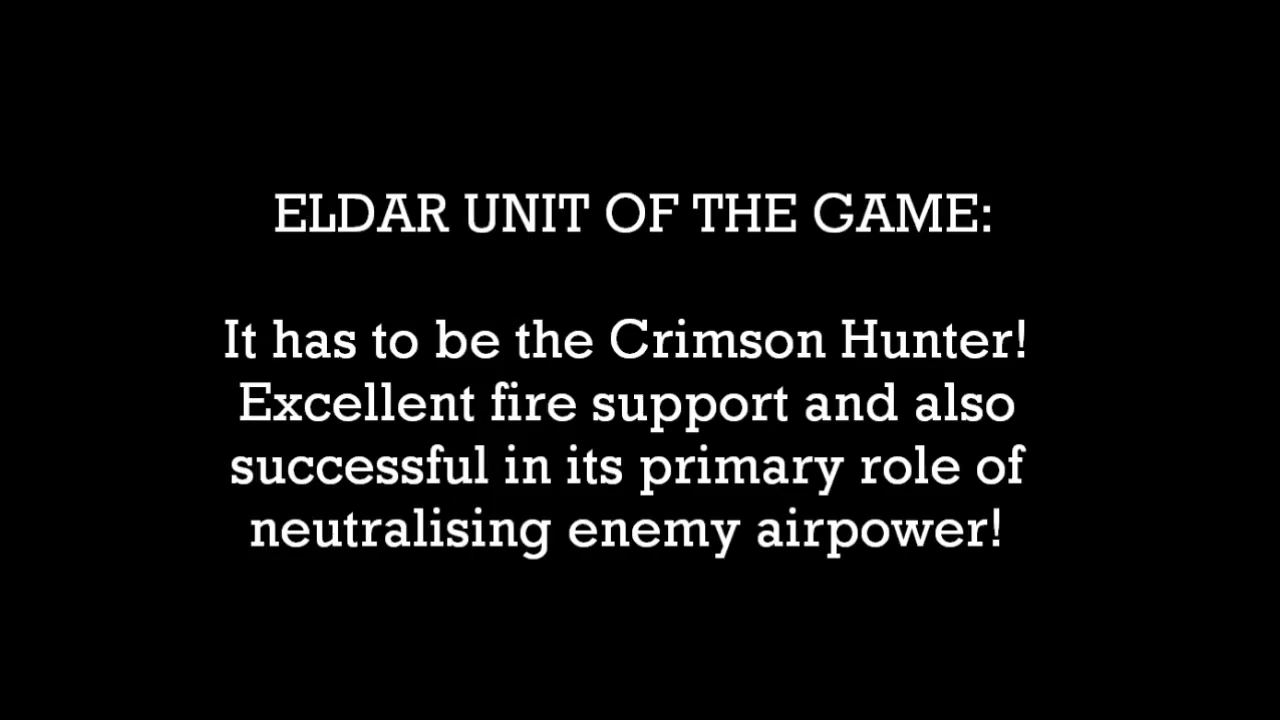 ELDAR UNIT OF THE GAME:
It has to be the Crimson Hunter!
Excellent fire support and also
successful in its primary role of
neutralising enemy airpower!